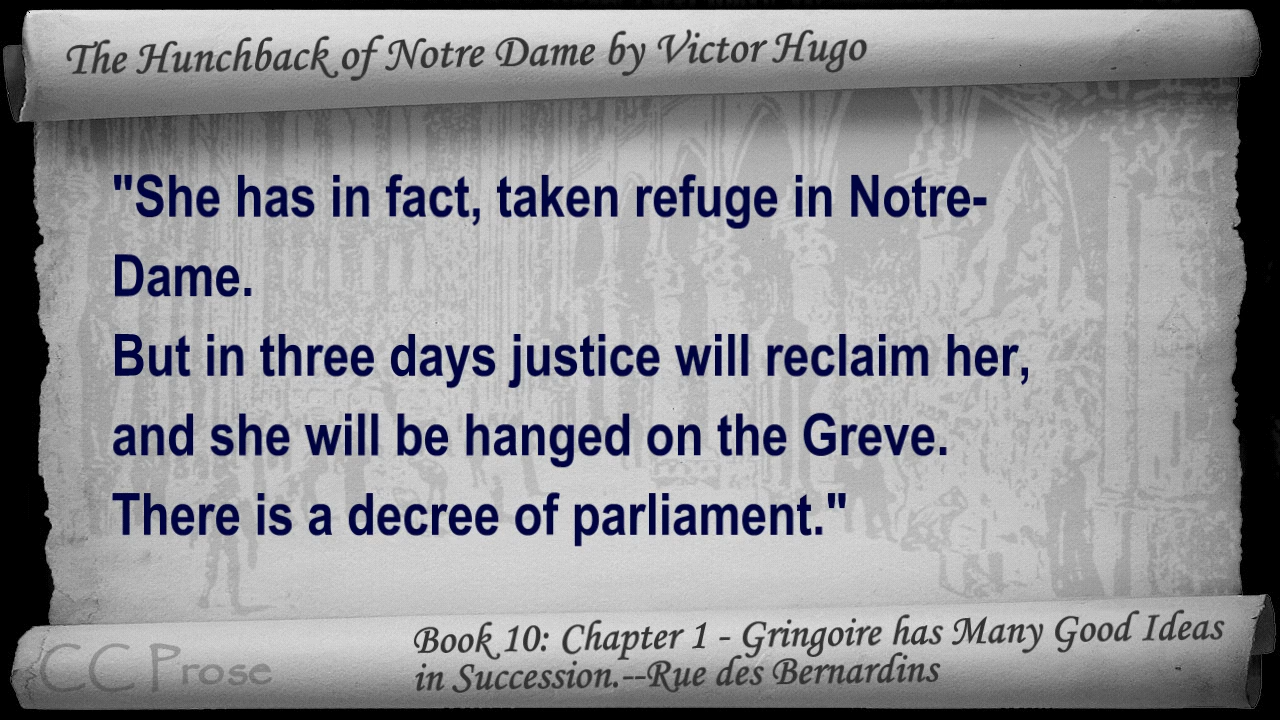 The Hunchback of Notre Dame by Victor Hugo
"She has in fact, taken refuge in Notre-
Dame.
But in three days justice will reclaim her,
and she will be hanged on the Greve.
There is a decree of parliament."
Book 10: Chapter 1 - Gringoire has Many Good Ideas
in Succession.--Rue des Bernardins
CC Prose